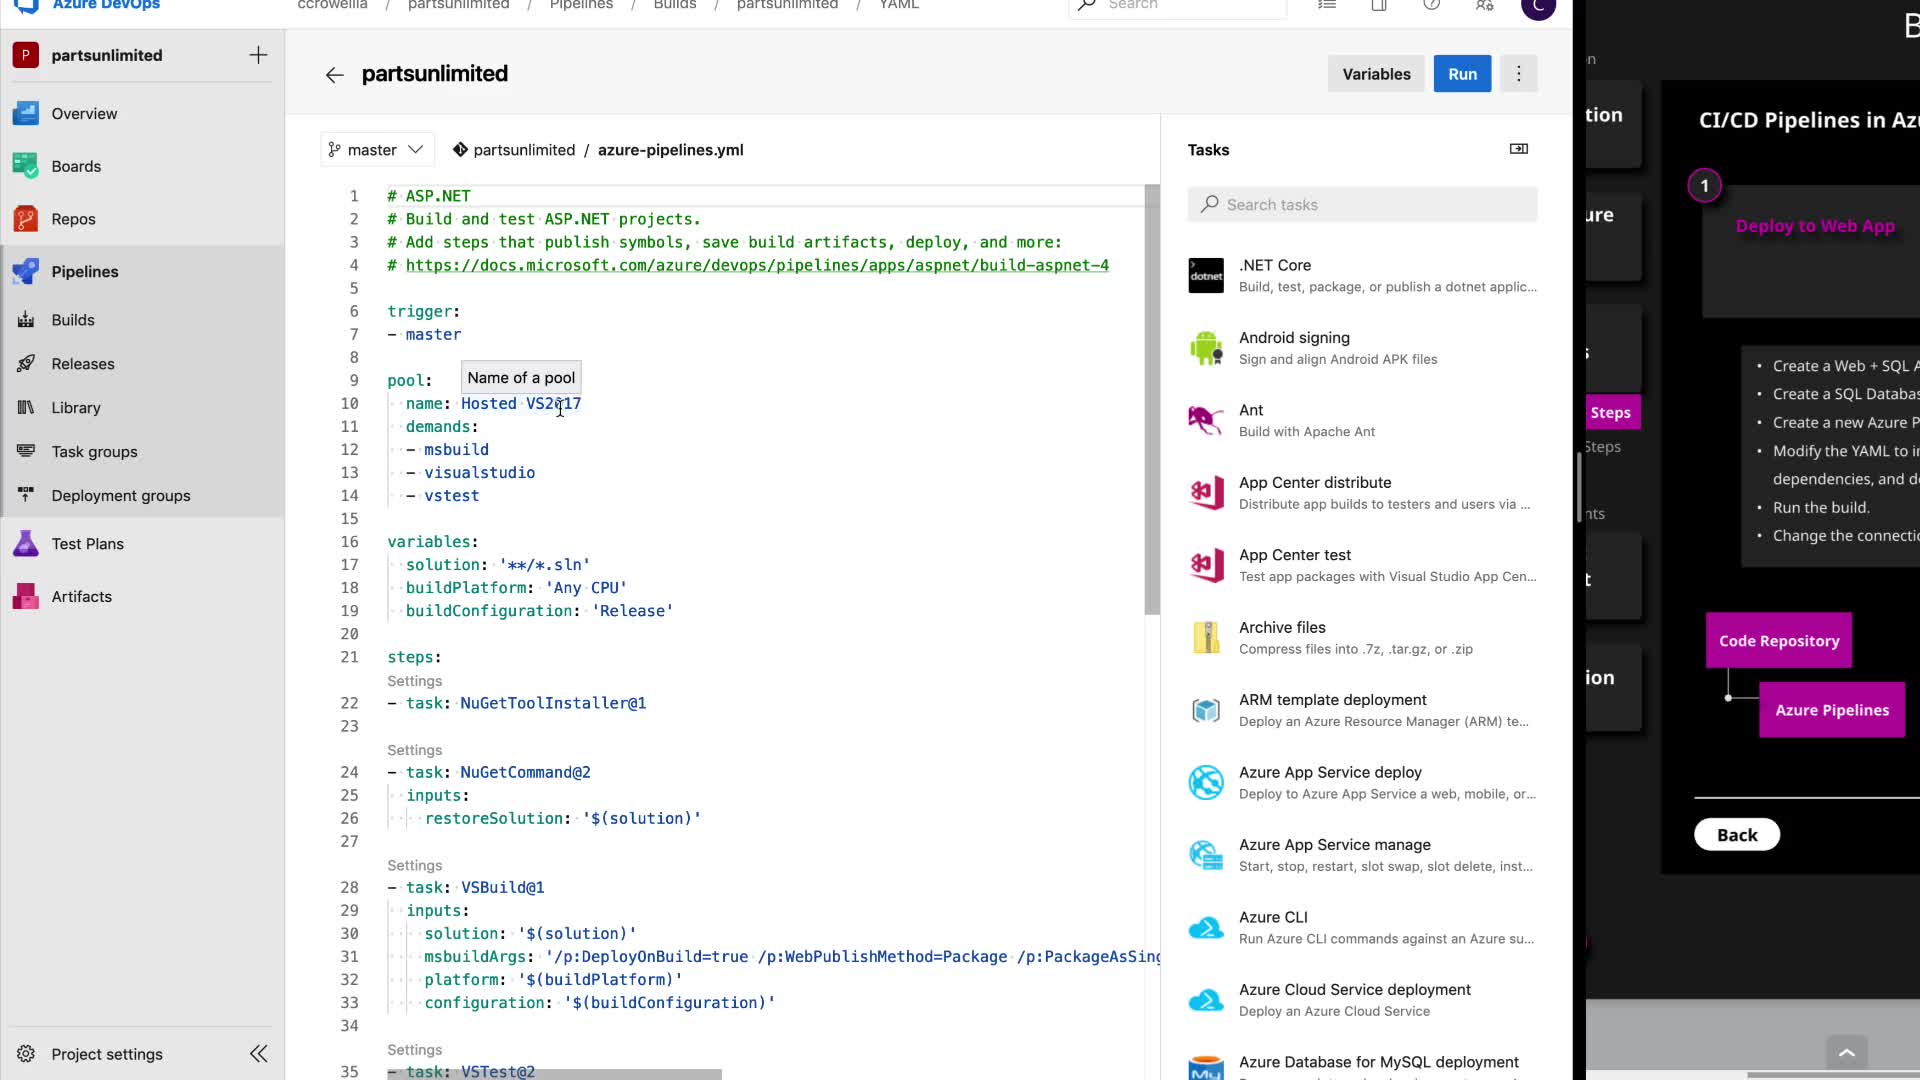 Azure DevOps
ccrowellla / partsunlimited / Pipelines / Builds / partsunlimited / YAML
Search
C
P partsunlimited
Overview
Boards
Repos
Pipelines
Builds
Releases
Library
Task groups
Deployment groups
Test Plans
Artifacts
Project settings
partsunlimited
Variables
Run
master
partsunlimited / azure-pipelines.yml
1 # ASP.NET
2 # Build and test ASP.NET projects.
3 # Add steps that publish symbols, save build artifacts, deploy, and more:
4 # https://docs.microsoft.com/azure/devops/pipelines/apps/aspnet/build-aspnet-4
5
6 trigger:
7 - master
8
Name of a pool
9 pool:
10 name: Hosted VS2017
11 demands:
12 - msbuild
13 - visualstudio
14 - vstest
15
16 variables:
17 solution: '**/*.sln'
18 buildPlatform: 'Any CPU'
19 buildConfiguration: 'Release'
20
21 steps:
Settings
22 - task: NuGetToolInstaller@1
23
Settings
24 - task: NuGetCommand@2
25 inputs:
26 restoreSolution: '$(solution)'
27
Settings
28 - task: VSBuild@1
29 inputs:
30 solution: '$(solution)'
31 msbuildArgs: '/p:DeployOnBuild=true /p:WebPublishMethod=Package /p:PackageAsSing
32 platform: '$(buildPlatform)'
33 configuration: '$(buildConfiguration)'
34
Settings
35 - task: VSTest@2
Tasks
Search tasks
dotnet
.NET Core
Build, test, package, or publish a dotnet applic...
Android signing
Sign and align Android APK files
Ant
Build with Apache Ant
App Center distribute
Distribute app builds to testers and users via ...
App Center test
Test app packages with Visual Studio App Cen...
Archive files
Compress files into .7z, .tar.gz, or .zip
ARM template deployment
Deploy an Azure Resource Manager (ARM) te...
Azure App Service deploy
Deploy to Azure App Service a web, mobile, or...
Azure App Service manage
Start, stop, restart, slot swap, slot delete, inst...
Azure CLI
Run Azure CLI commands against an Azure su...
Azure Cloud Service deployment
Deploy an Azure Cloud Service
My
Azure Database for MySQL deployment
B
n
tion
ure
s
Steps
Steps
nts
t
ion
CI/CD Pipelines in Azu
1
Deploy to Web App
• Create a Web + SQL A
• Create a SQL Databas
• Create a new Azure P
• Modify the YAML to in
dependencies, and de
• Run the build.
• Change the connectio
Code Repository
Azure Pipelines
Back